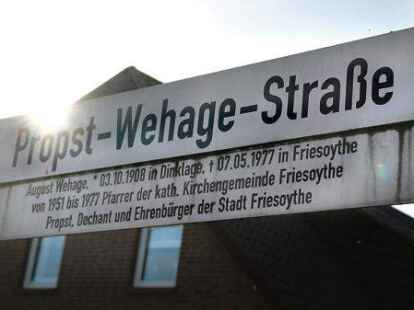 Propst-Wehage-Straße
August Wehage, * 03.10.1908 in Dinklage, † 07.05.1977 in Friesoythe
von 1951 bis 1977 Pfarrer der kath. Kirchengemeinde Friesoythe
Propst, Dechant und Ehrenbürger der Stadt Friesoythe